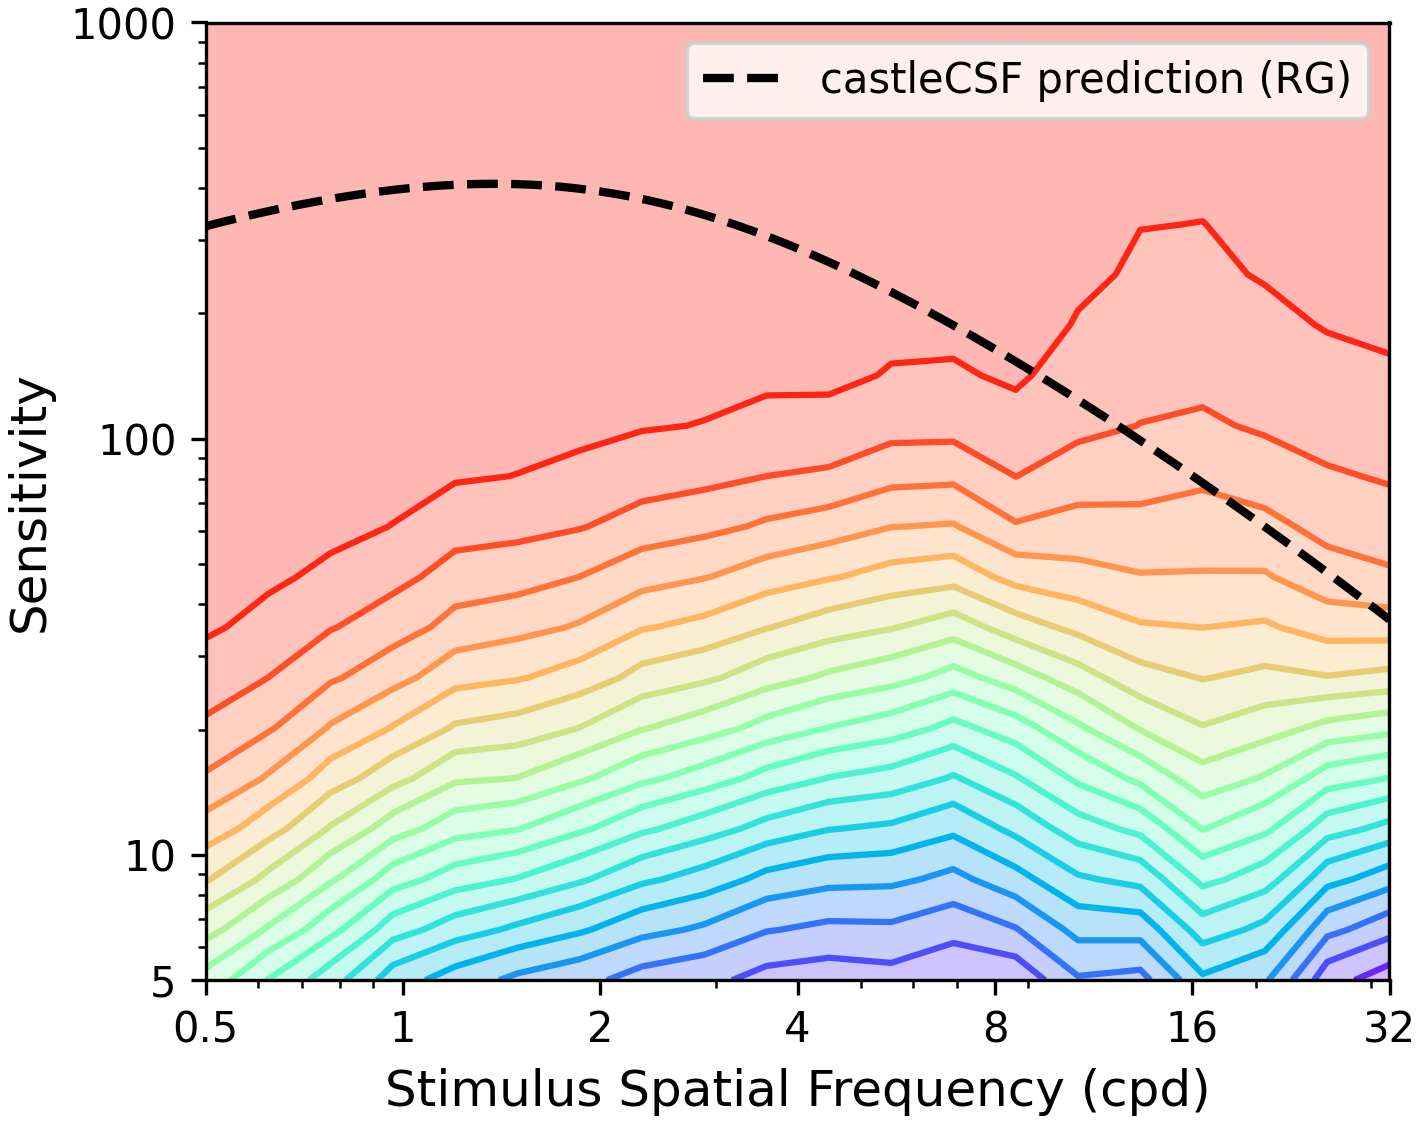 1000
castleCSF prediction (RG)
Sensitivity
100
10
5
0.5 1 2 4 8 16 32
Stimulus Spatial Frequency (cpd)